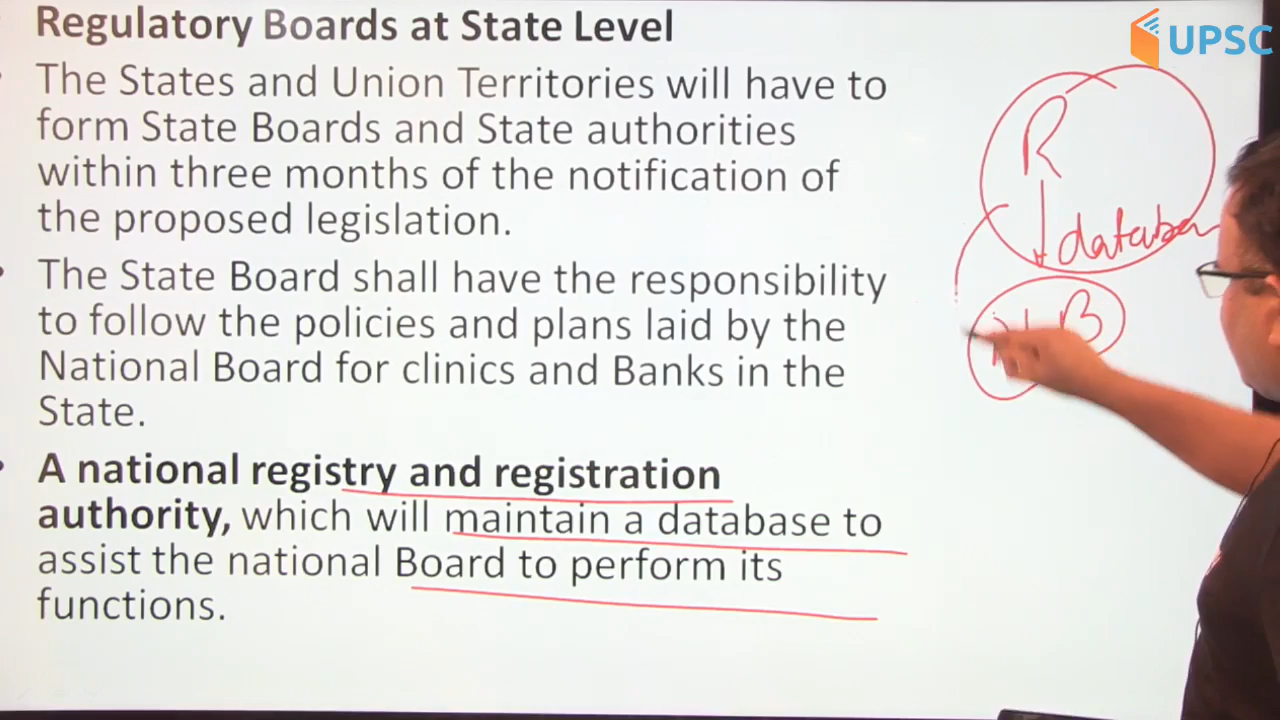 Regulatory Boards at State Level
The States and Union Territories will have to
form State Boards and State authorities
within three months of the notification of
the proposed legislation.
The State Board shall have the responsibility
to follow the policies and plans laid by the
National Board for clinics and Banks in the
State.
A national registry and registration
authority, which will maintain a database to
assist the national Board to perform its
functions.
UPSC
R
B